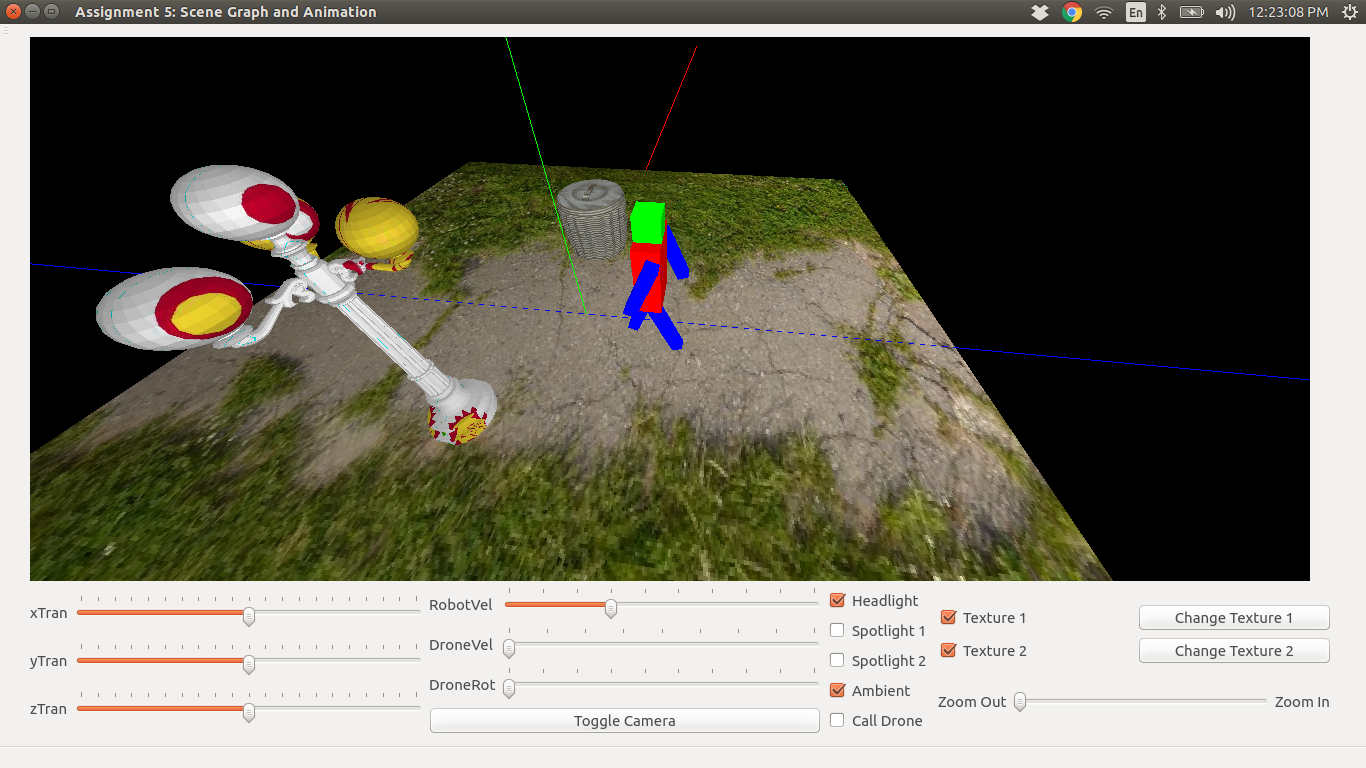 Assignment 5: Scene Graph and Animation
En
12:23:08 PM
xTran
yTran
zTran
RobotVel
DroneVel
DroneRot
Toggle Camera
Headlight
Spotlight 1
Spotlight 2
Ambient
Call Drone
Texture 1
Texture 2
Change Texture 1
Change Texture 2
Zoom Out
Zoom In